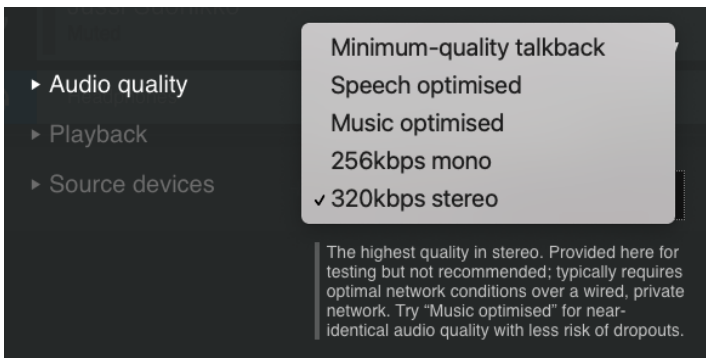 Audio quality
Playback
Source devices
Minimum-quality talkback
Speech optimised
Music optimised
256kbps mono
✓ 320kbps stereo
The highest quality in stereo. Provided here for
testing but not recommended; typically requires
optimal network conditions over a wired, private
network. Try “Music optimised” for near-
identical audio quality with less risk of dropouts.